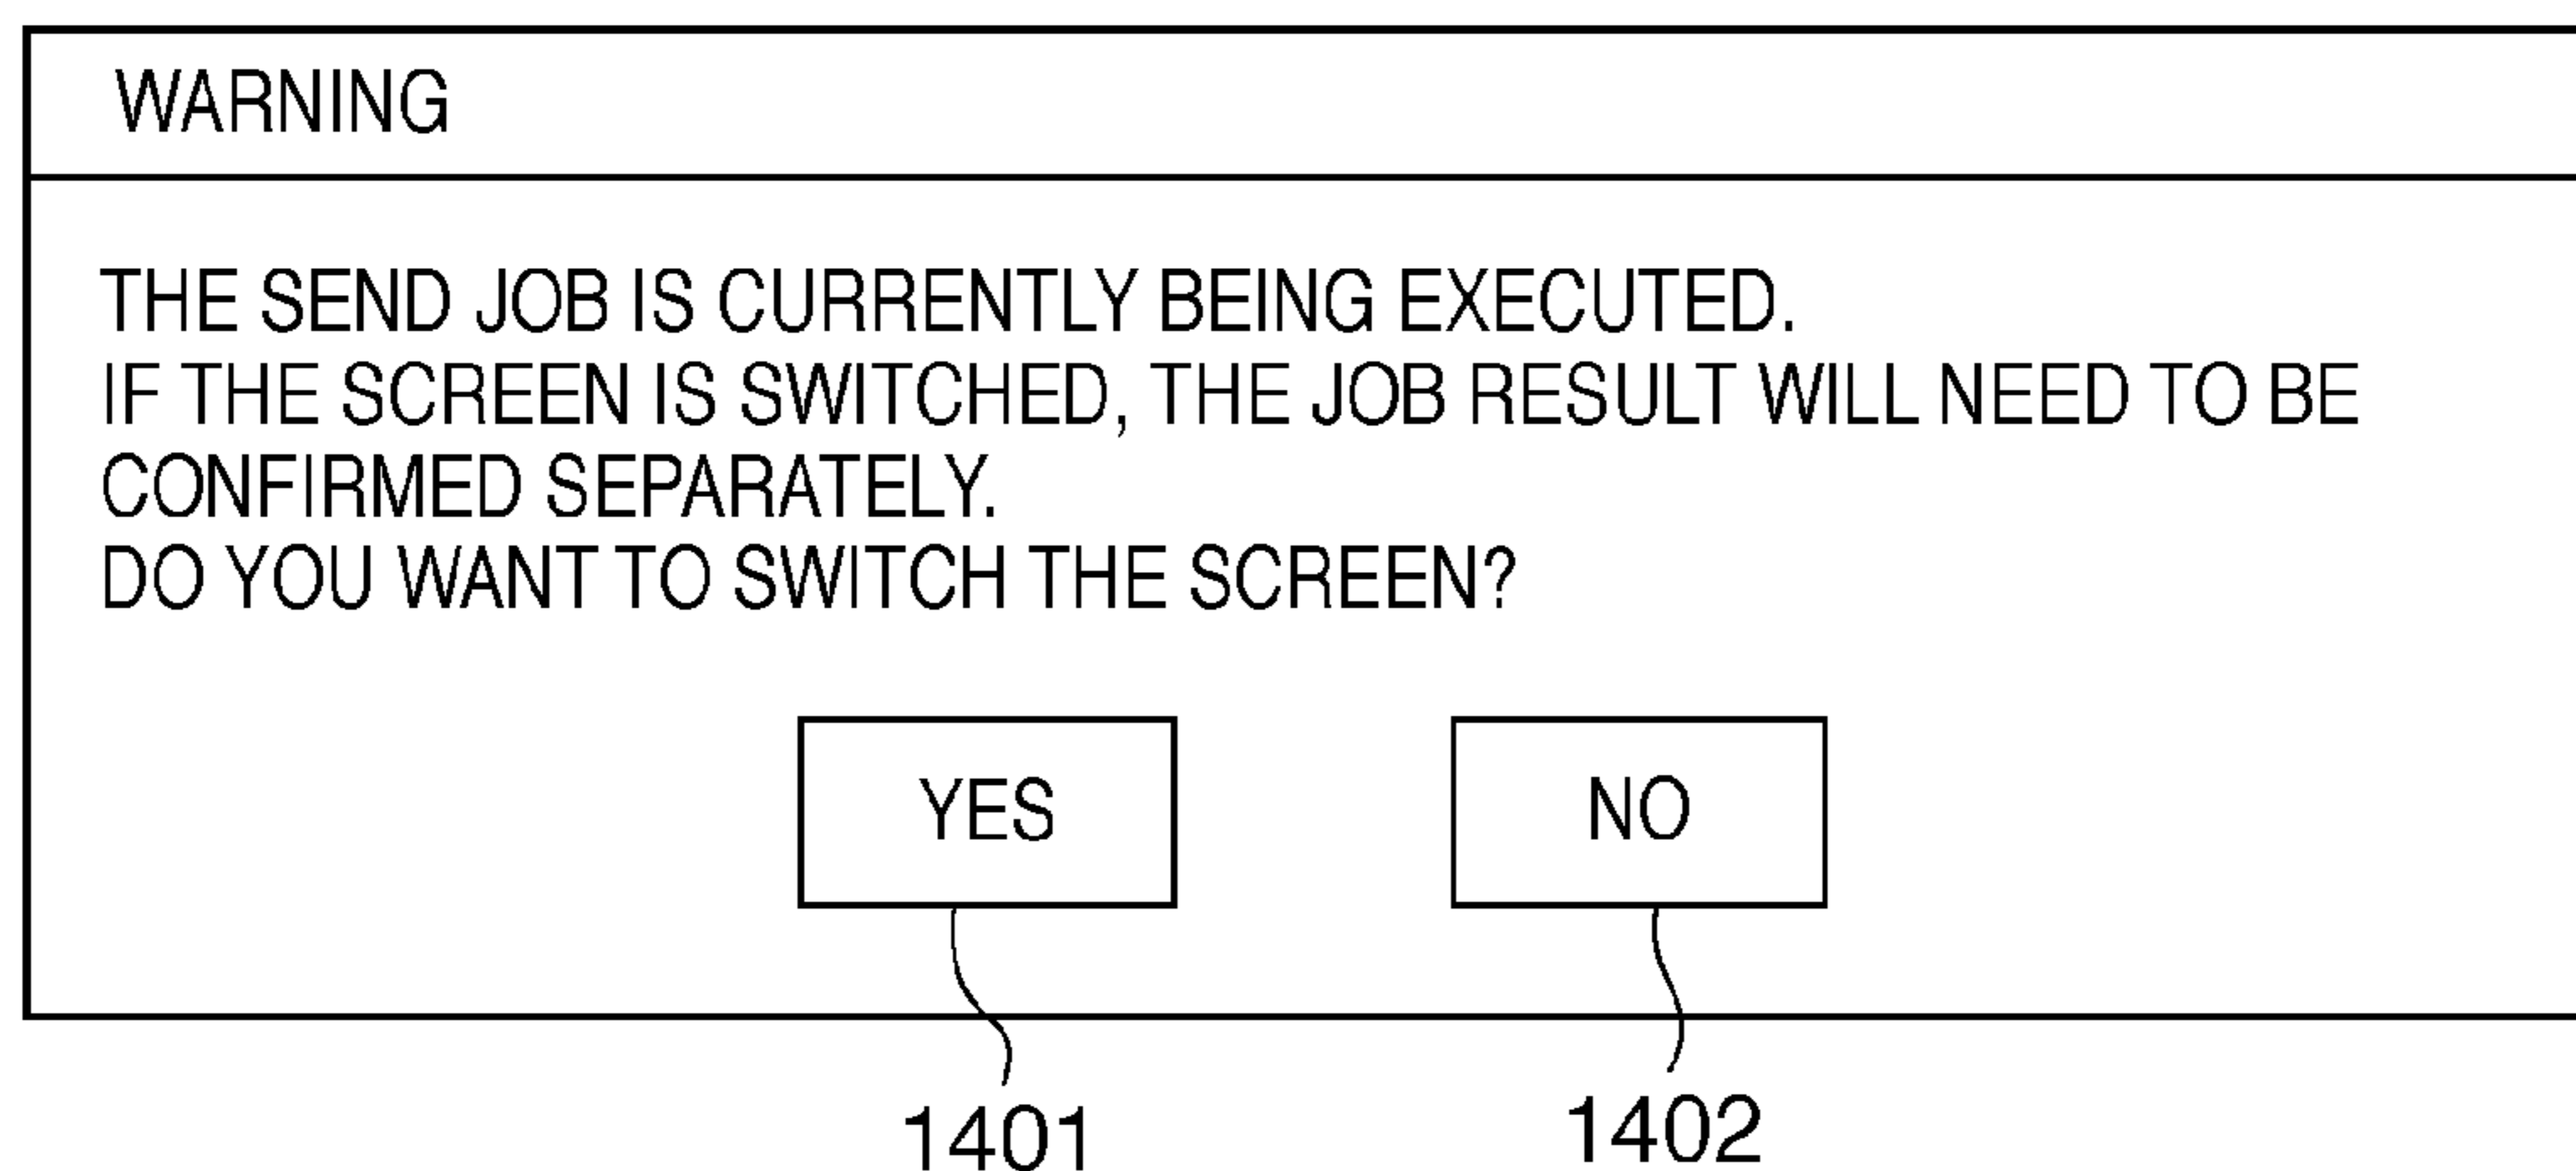 WARNING
THE SEND JOB IS CURRENTLY BEING EXECUTED.
IF THE SCREEN IS SWITCHED, THE JOB RESULT WILL NEED TO BE
CONFIRMED SEPARATELY.
DO YOU WANT TO SWITCH THE SCREEN?
YES NO
1401 1402